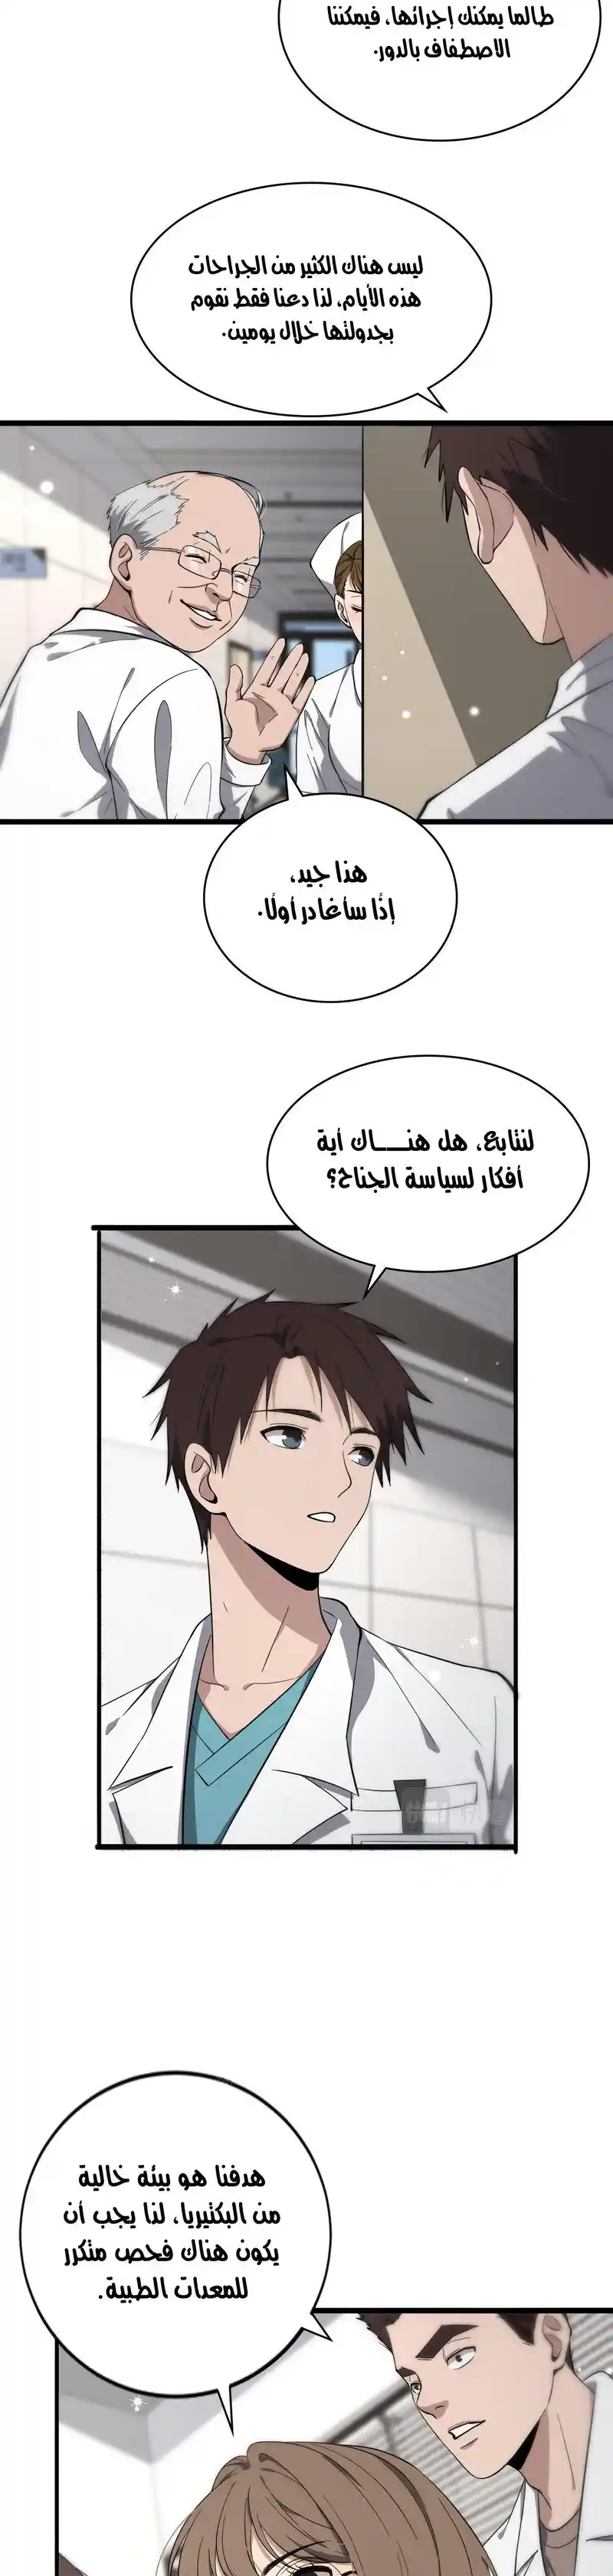 طالما يمكنك إجرائها، فيمكننا
الاصطفاف بالدور.
ليس هناك الكثير من الجراحات
هذه الأيام، لذا دعنا فقط نقوم
بجدولتها خلال يومين.
هذا جيد،
إذًا سأغادر أولًا.
لنتابع، هل هنـــاك أية
أفكار لسياسة الجناح؟
هدفنا هو بيئة خالية
من البكتيريا، لذا يجب أن
يكون هناك فحص متكرر
للمعدات الطبية.